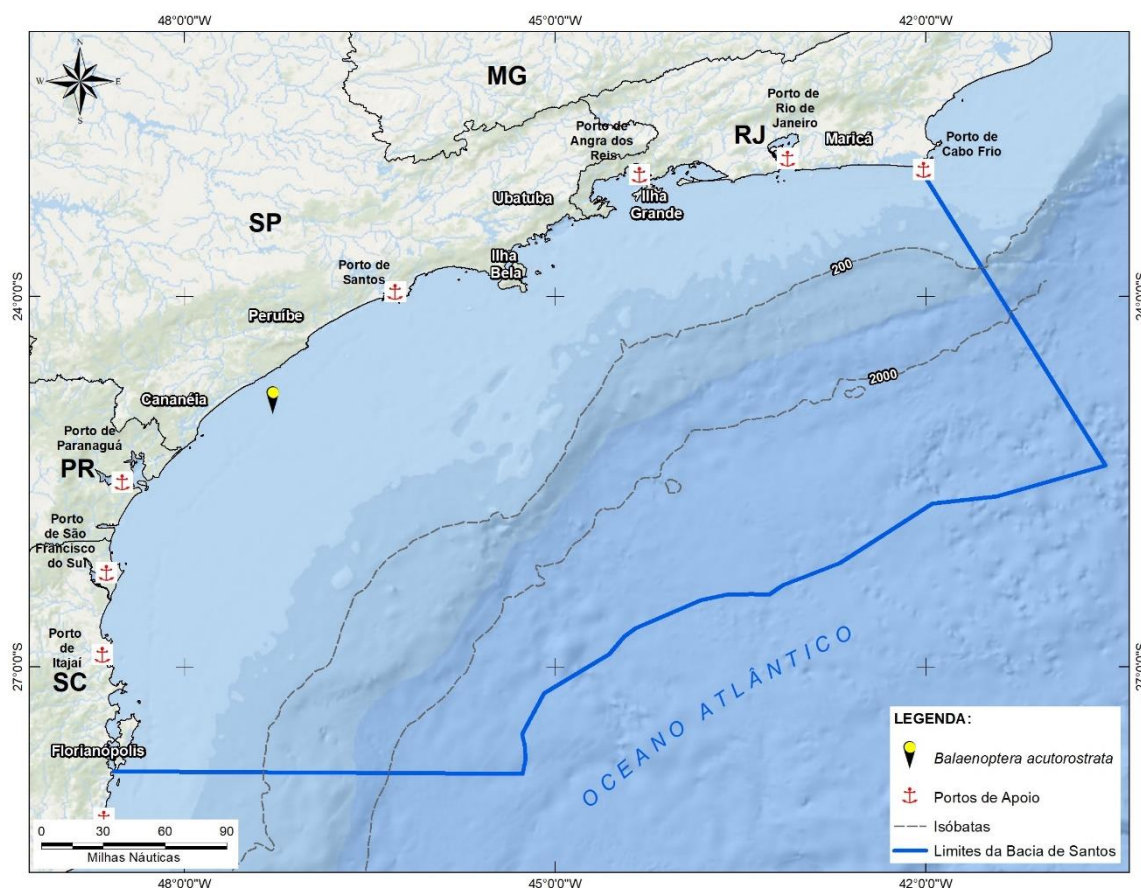 48°0'0"W
45°0'0"W
42°0'0"W
N
W
E
S
MG
Porto de
Rio de
Janeiro
Porto de
Angra dos
Reis
RJ
Maricá
Porto de
Cabo Frio
Ubatuba
Ilha
Grande
SP
Ilha
Bela
Porto de
Santos
200
24°0'0"S
24°0'0"S
Peruíbe
2000
Cananéia
Porto de
Paranaguá
PR
Porto
de São
Francisco
do Sul
Porto
de
Itajaí
27°0'0"S
27°0'0"S
SC
OCEANO ATLÂNTICO
Florianópolis
LEGENDA:
Balaenoptera acutorostrata
Portos de Apoio
Isóbatas
Limites da Bacia de Santos
0 30 60 90
Milhas Náuticas
48°0'0"W
45°0'0"W
42°0'0"W